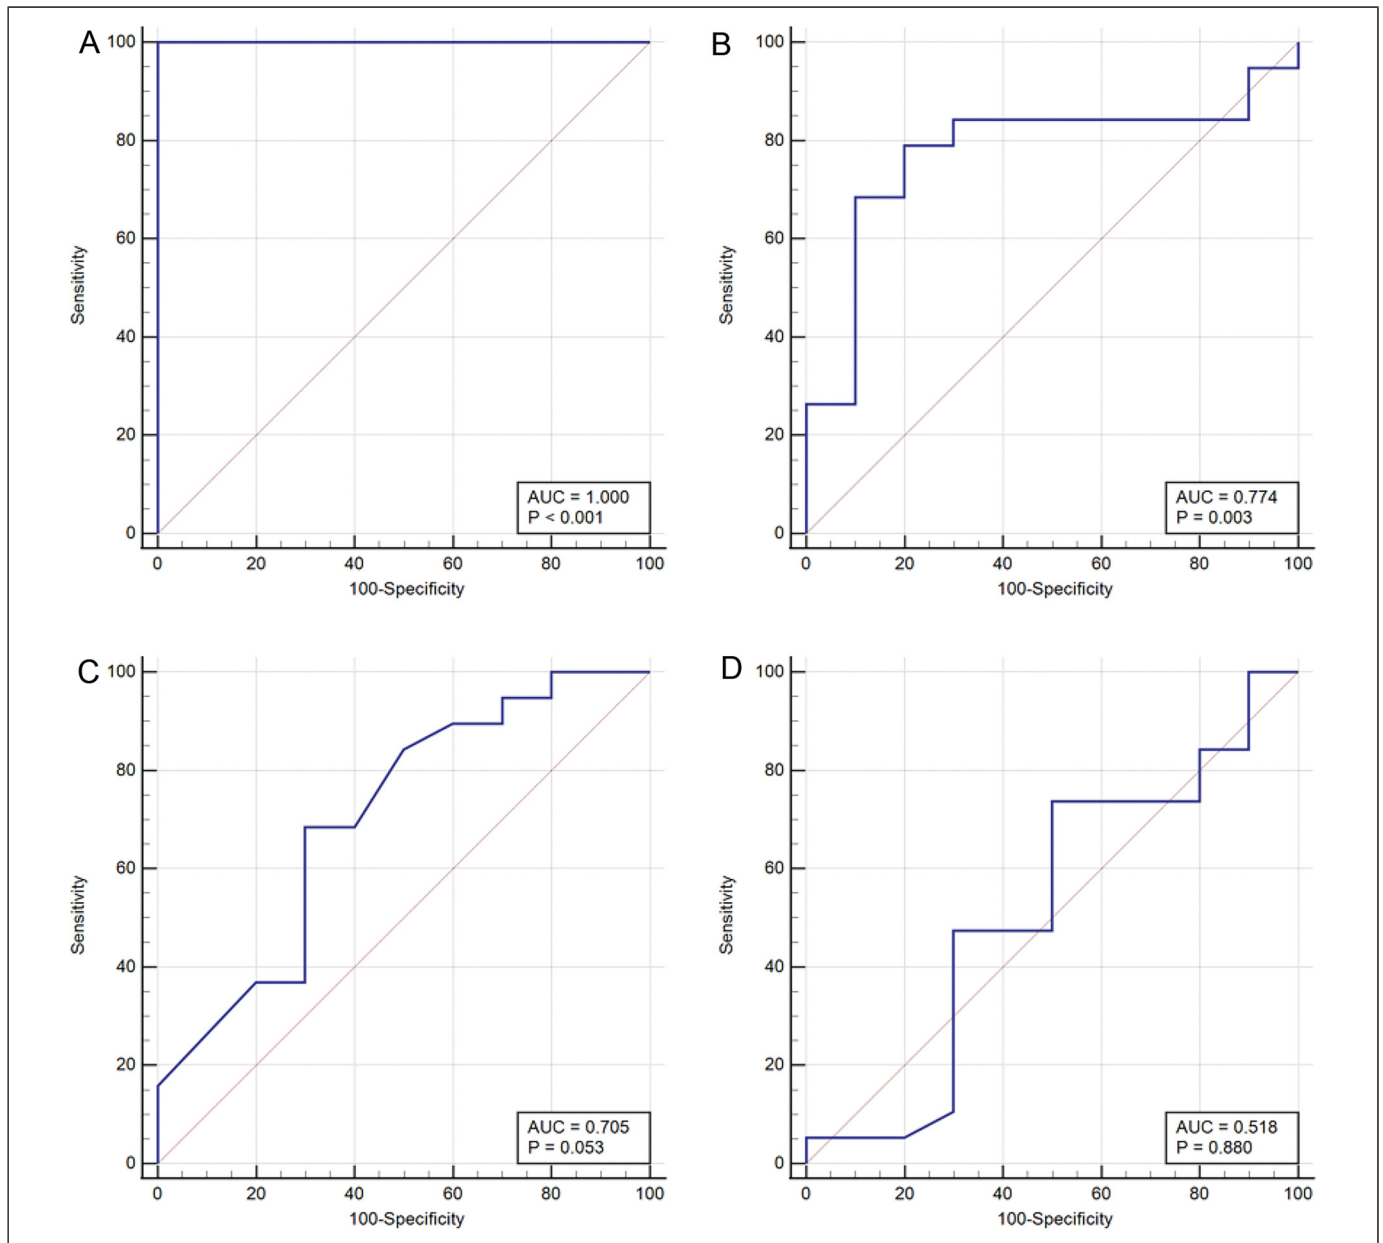 A
100
80
60
40
20
0
Sensitivity
AUC = 1.000
P < 0.001
0 20 40 60 80 100
100-Specificity
B
100
80
60
40
20
0
Sensitivity
AUC = 0.774
P = 0.003
0 20 40 60 80 100
100-Specificity
C
100
80
60
40
20
0
Sensitivity
AUC = 0.705
P = 0.053
0 20 40 60 80 100
100-Specificity
D
100
80
60
40
20
0
Sensitivity
AUC = 0.518
P = 0.880
0 20 40 60 80 100
100-Specificity